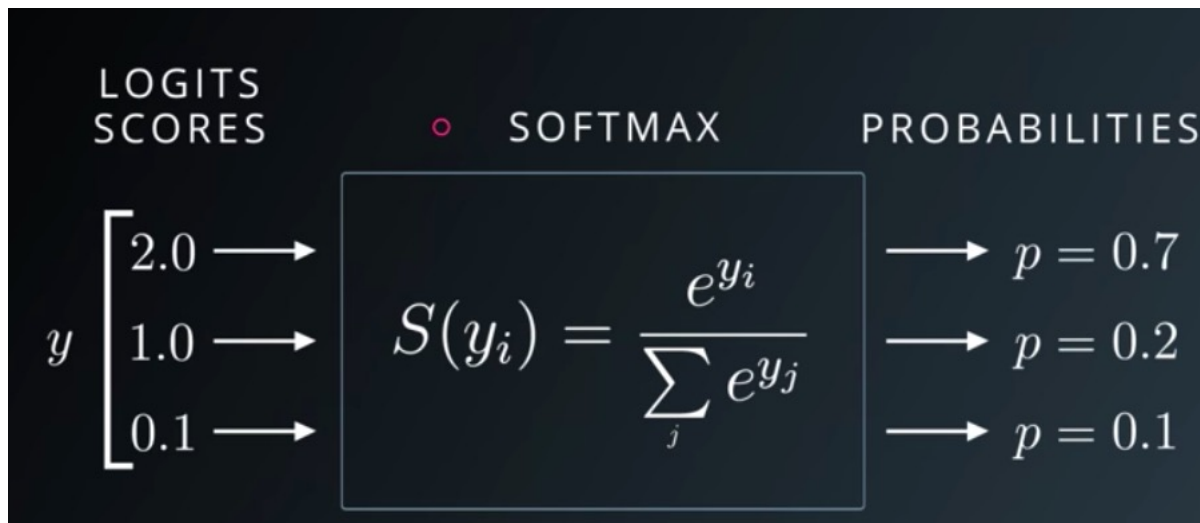 LOGITS
SCORES
SOFTMAX
PROBABILITIES
y
2.0
1.0
0.1
S(y_i) = e^{y_i} / \sum_j e^{y_j}
p = 0.7
p = 0.2
p = 0.1